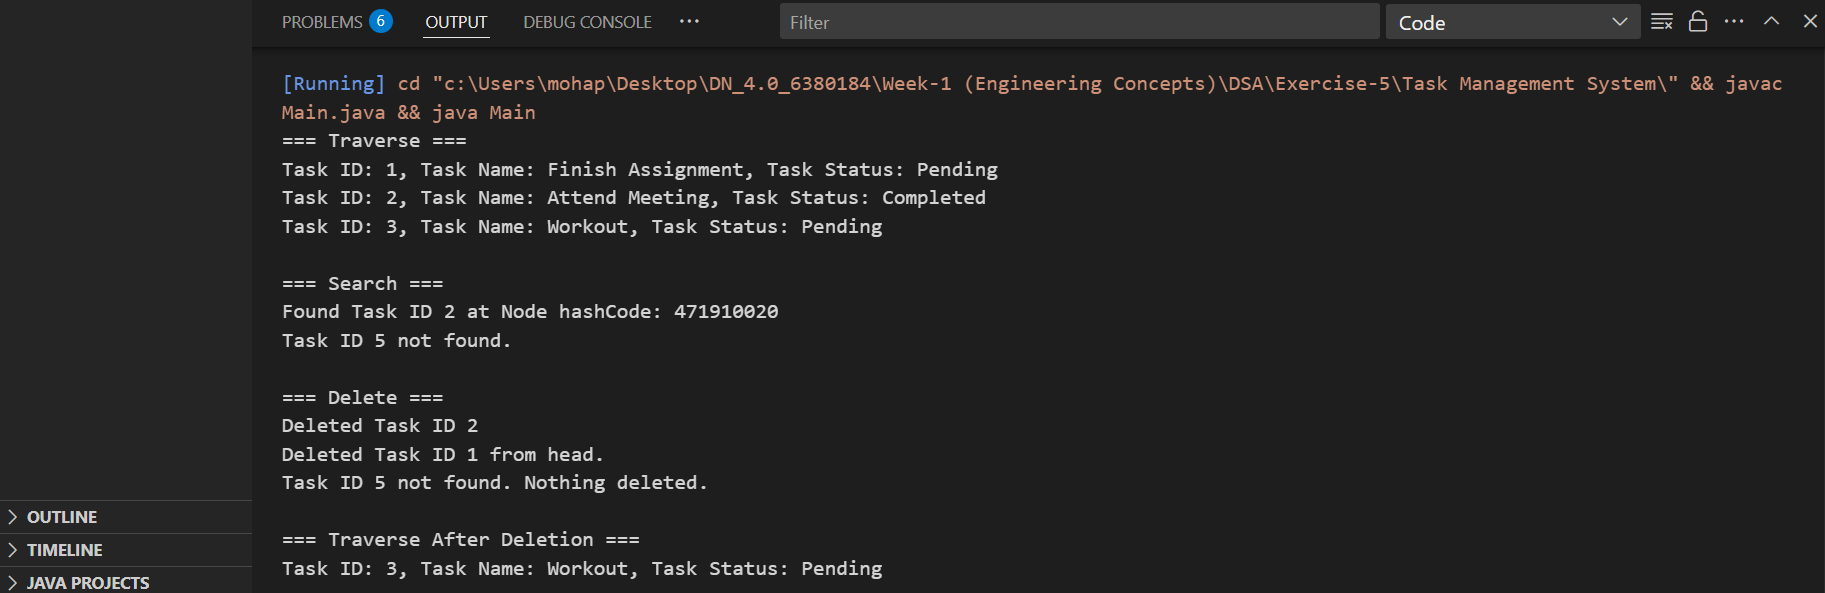 PROBLEMS 6 OUTPUT DEBUG CONSOLE ··· Filter Code ···
[Running] cd "c:\Users\mohap\Desktop\DN_4.0_6380184\Week-1 (Engineering Concepts)\DSA\Exercise-5\Task Management System\" && javac
Main.java && java Main
=== Traverse ===
Task ID: 1, Task Name: Finish Assignment, Task Status: Pending
Task ID: 2, Task Name: Attend Meeting, Task Status: Completed
Task ID: 3, Task Name: Workout, Task Status: Pending
=== Search ===
Found Task ID 2 at Node hashCode: 471910020
Task ID 5 not found.
=== Delete ===
Deleted Task ID 2
Deleted Task ID 1 from head.
Task ID 5 not found. Nothing deleted.
=== Traverse After Deletion ===
Task ID: 3, Task Name: Workout, Task Status: Pending
OUTLINE
TIMELINE
JAVA PROJECTS